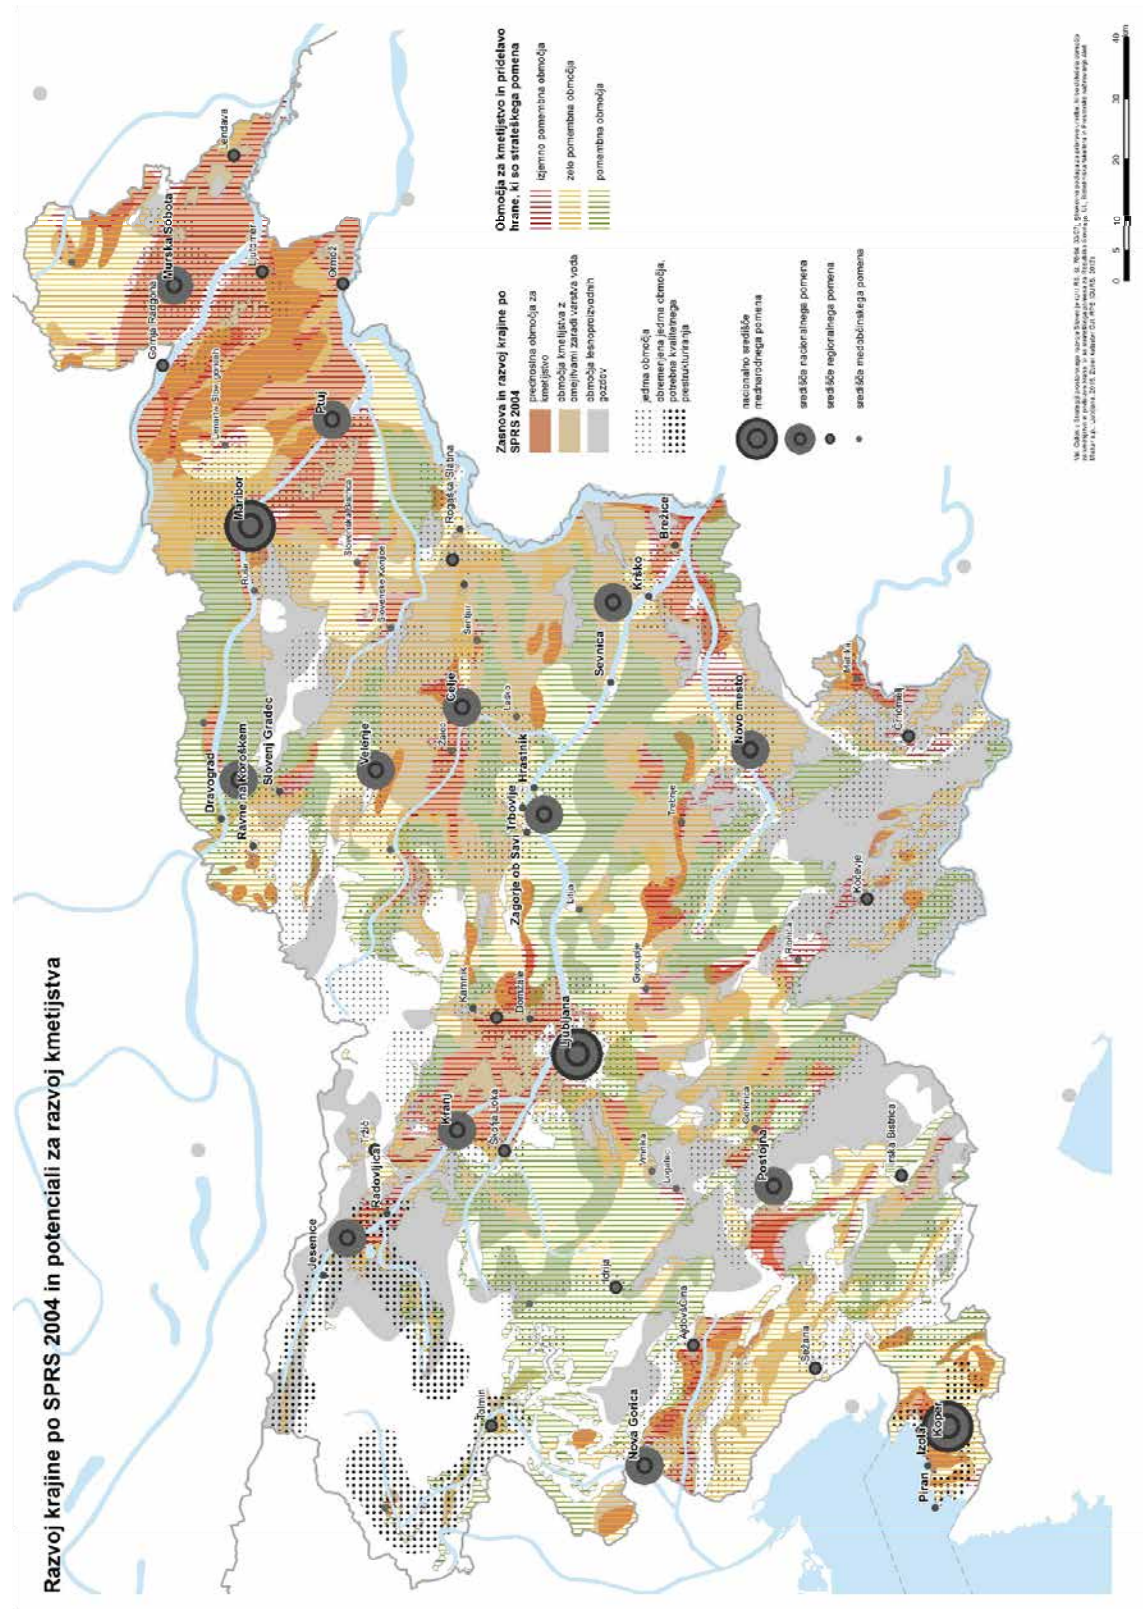 Razvoj krajine po SPRS 2004 in potenciali za razvoj kmetijstva
Zasnova in razvoj krajine po
SPRS 2004
prednostna območja za
kmetijstvo
območja kmetijstva z
omejitvami zaradi varstva voda
območja lesnoproizvodnih
gozdov
jedrna območja
obremenjena jedrna območja,
potrebna kvalitetnega
prestrukturiranja
nacionalno središče
mednarodnega pomena
središče nacionalnega pomena
središče regionalnega pomena
središče medobčinskega pomena
Območja za kmetijstvo in pridelavo
hrane, ki so strateškega pomena
izjemno pomembna območja
zelo pomembna območja
pomembna območja
0 5 10 20 30 40
km
Jesenice
Radovljica
Tržič
Kranj
Škofja Loka
Kamnik
Domžale
Ljubljana
Vrhnika
Logatec
Cerknica
Postojna
Ilirska Bistrica
Idrija
Tolmin
Nova Gorica
Ajdovščina
Sežana
Piran
Izola
Koper
Grosuplje
Litija
Ribnica
Kočevje
Zagorje ob Savi
Trbovlje
Hrastnik
Trebnje
Novo mesto
Črnomelj
Metlika
Dravograd
Ravne na Koroškem
Slovenj Gradec
Velenje
Žalec
Celje
Laško
Šentjur
Sevnica
Krško
Brežice
Rogaška Slatina
Slovenske Konjice
Slovenska Bistrica
Ruše
Maribor
Lenart v Slov. goricah
Ptuj
Ormož
Ljutomer
Gornja Radgona
Murska Sobota
Lendava